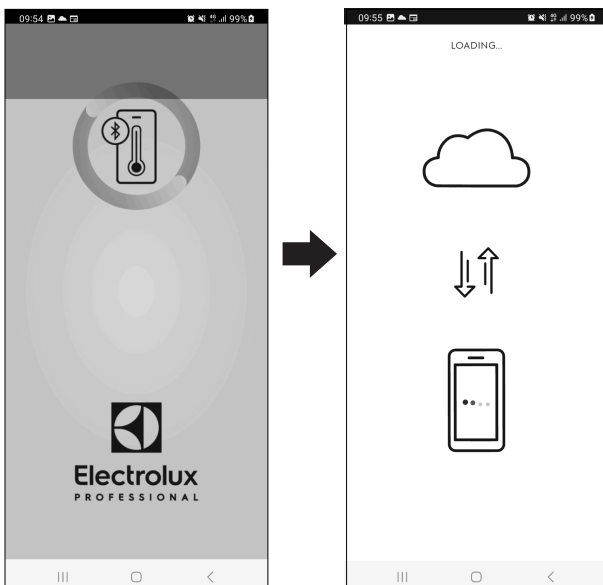 09:54
99%
Electrolux
PROFESSIONAL
09:55
99%
LOADING...